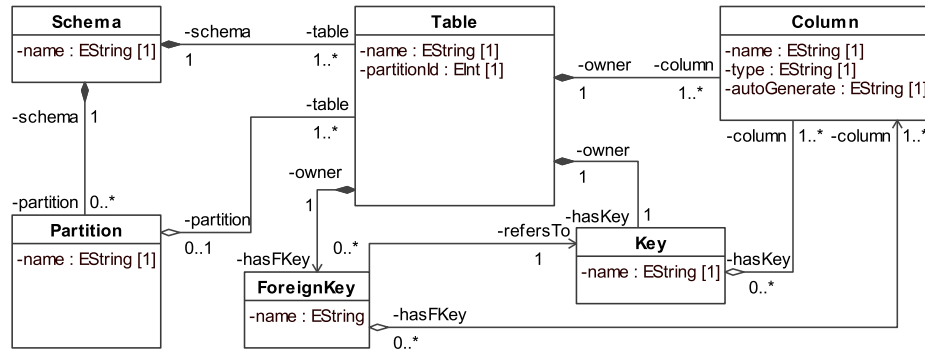 Schema
-name : EString [1]
-schema
1
-table
1..*
Table
-name : EString [1]
-partitionId : EInt [1]
-owner
1
-column
1..*
Column
-name : EString [1]
-type : EString [1]
-autoGenerate : EString [1]
-schema
1
-partition
0..*
-table
1..*
-partition
0..1
Partition
-name : EString [1]
-owner
1
-hasFKey
0..*
-owner
1
-hasKey
1
-column
1..*
-column
1..*
-refersTo
1
Key
-name : EString [1]
-hasKey
0..*
ForeignKey
-name : EString
-hasFKey
0..*